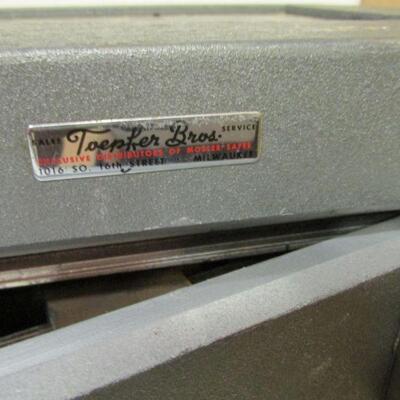 SALES Toepfer Bros. SERVICE
EXCLUSIVE DISTRIBUTORS OF MOSLER SAFES
1016 SO. 16th STREET MILWAUKEE